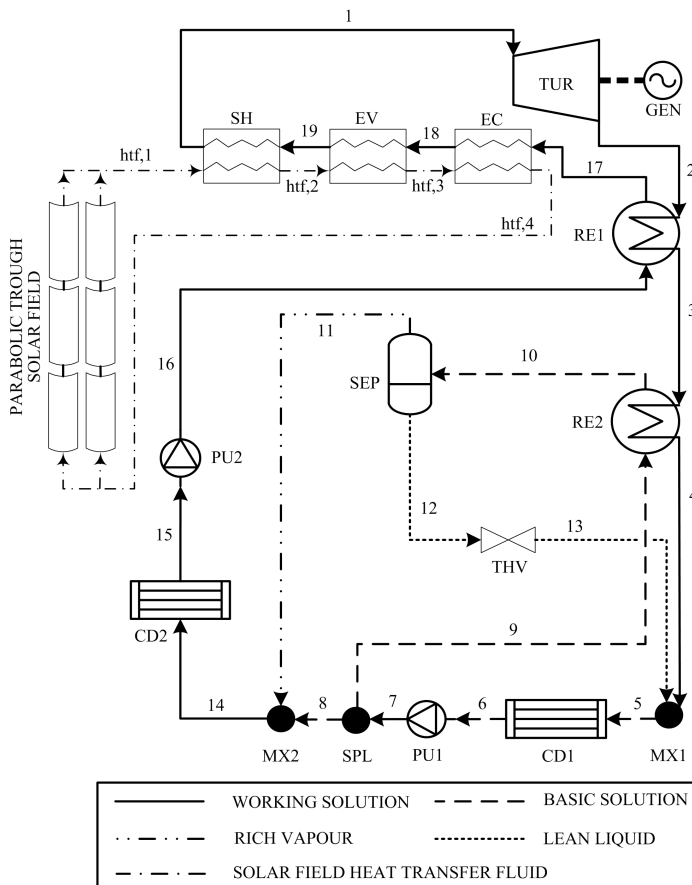 1
TUR
GEN
SH
EV
EC
19
18
17
2
htf,1
htf,2
htf,3
htf,4
RE1
PARABOLIC TROUGH
SOLAR FIELD
3
11
10
16
SEP
RE2
PU2
4
12
13
15
THV
CD2
9
14
8
7
6
5
MX2
SPL
PU1
CD1
MX1
WORKING SOLUTION
BASIC SOLUTION
RICH VAPOUR
LEAN LIQUID
SOLAR FIELD HEAT TRANSFER FLUID